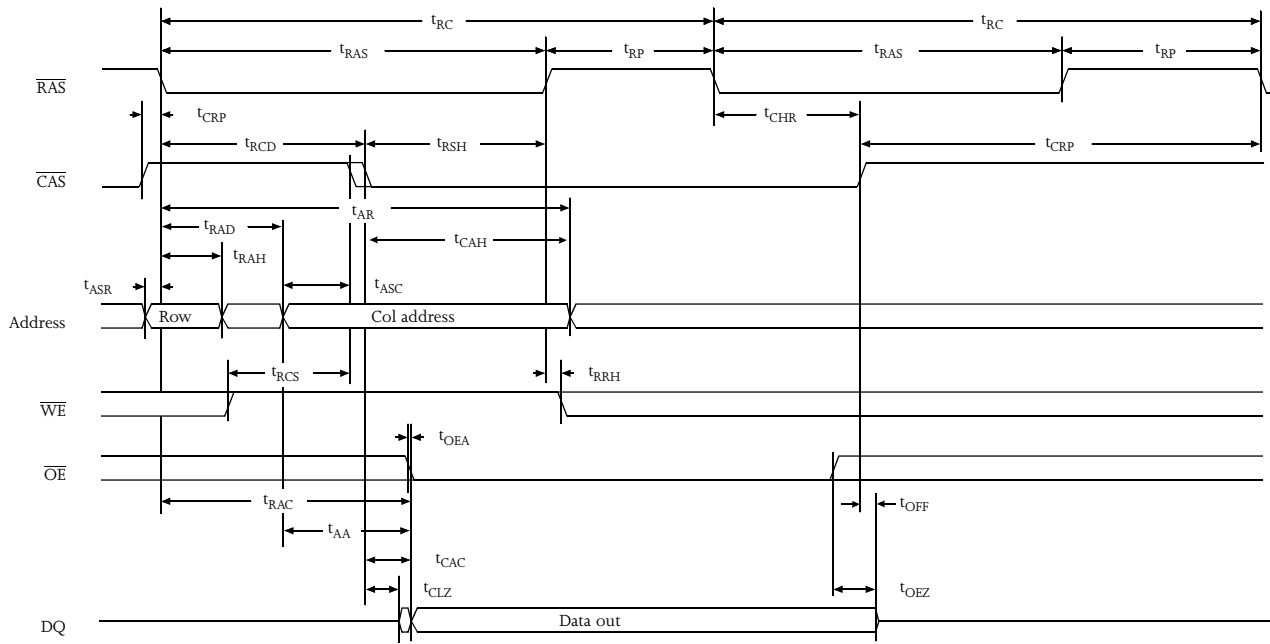 tRC tRC
tRAS tRP tRAS tRP
RAS
tCRP tCHR
tRCD tRSH tCRP
CAS
tAR
tRAD tCAH
tRAH
tASR tASC
Address Row Col address
tRCS tRRH
WE
tOEA
OE
tRAC tOFF
tAA
tCAC
tCLZ tOEZ
DQ Data out